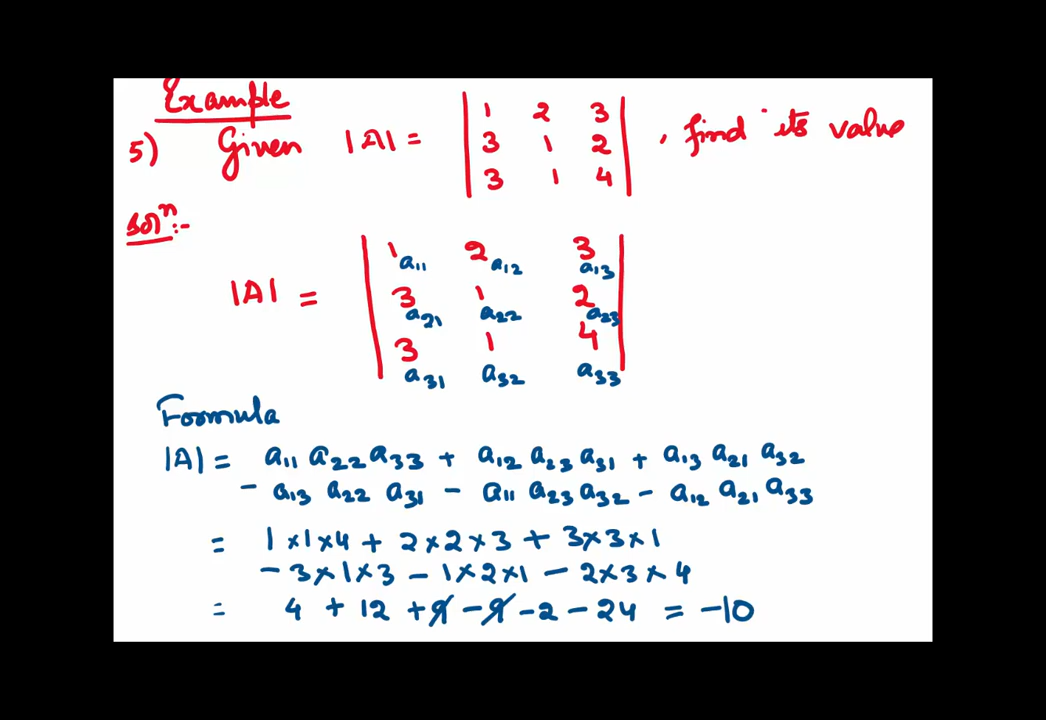 Example
5) Given |A| = | 1 2 3 | , find its value
| 3 1 2 |
| 3 1 4 |
Solⁿ:-
|A| = | 1 a₁₁ 2 a₁₂ 3 a₁₃ |
| 3 a₂₁ 1 a₂₂ 2 a₂₃ |
| 3 a₃₁ 1 a₃₂ 4 a₃₃ |
Formula
|A| = a₁₁ a₂₂ a₃₃ + a₁₂ a₂₃ a₃₁ + a₁₃ a₂₁ a₃₂
- a₁₃ a₂₂ a₃₁ - a₁₁ a₂₃ a₃₂ - a₁₂ a₂₁ a₃₃
= 1×1×4 + 2×2×3 + 3×3×1
- 3×1×3 - 1×2×1 - 2×3×4
= 4 + 12 + 9 - 9 - 2 - 24 = -10